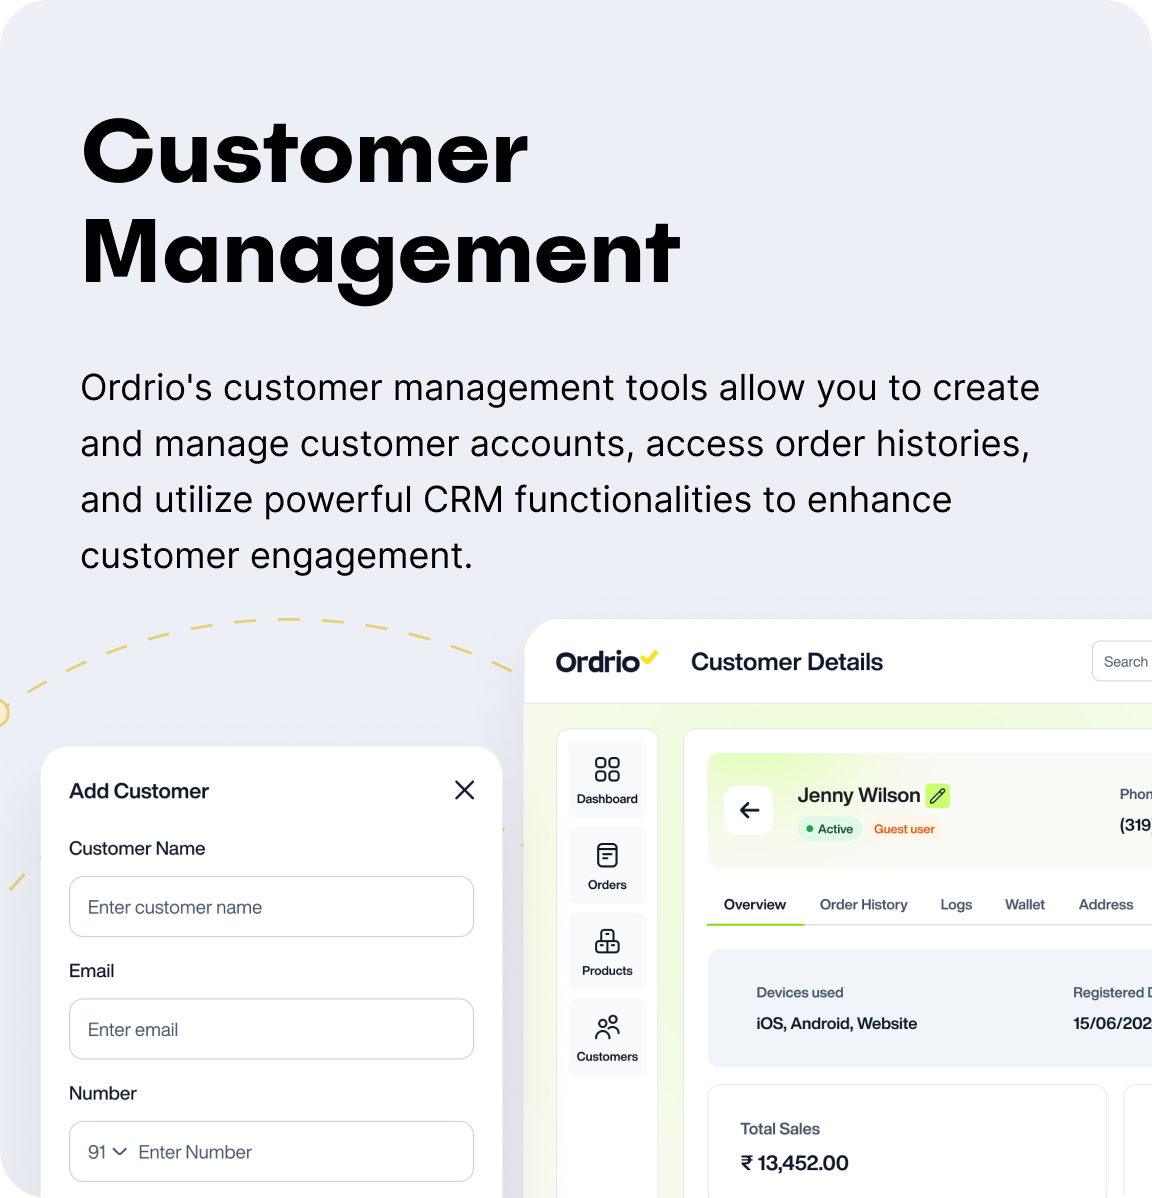 Customer
Management
Ordrio's customer management tools allow you to create
and manage customer accounts, access order histories,
and utilize powerful CRM functionalities to enhance
customer engagement.
Add Customer
Customer Name
Enter customer name
Email
Enter email
Number
91 Enter Number
Ordrio
Customer Details
Search
Dashboard
Orders
Products
Customers
Jenny Wilson
Active
Guest user
Phon
(319)
Overview Order History Logs Wallet Address
Devices used
iOS, Android, Website
Registered D
15/06/202
Total Sales
₹ 13,452.00